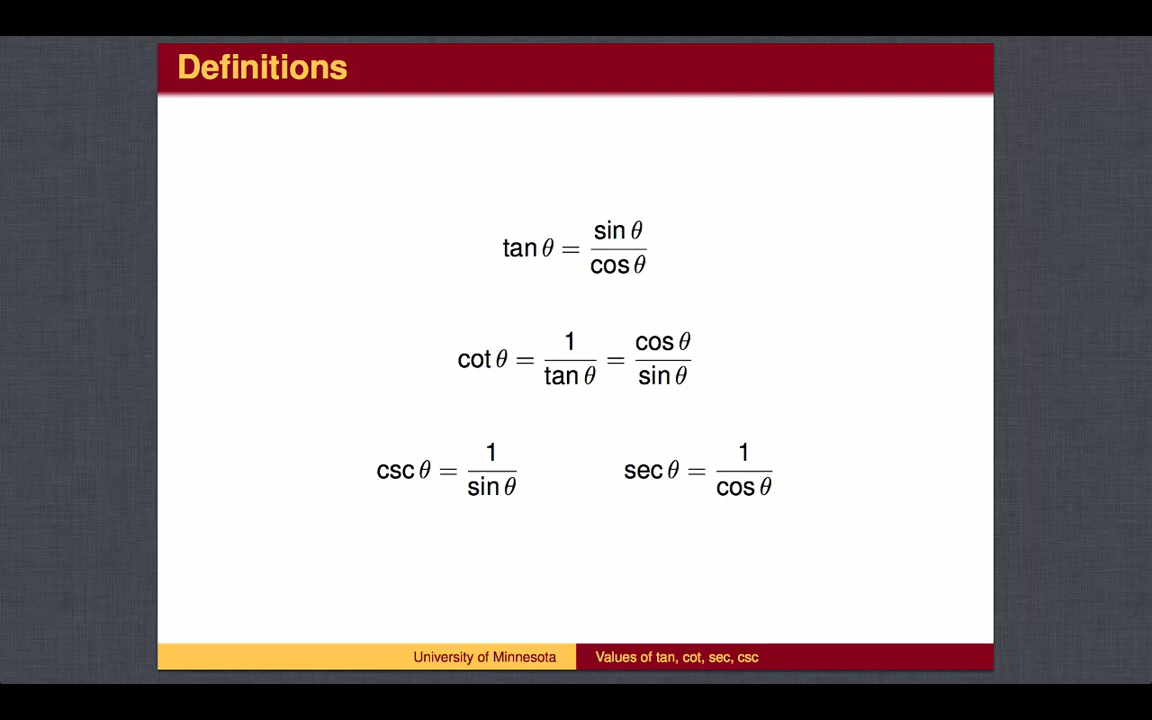 Definitions
tan θ = sin θ / cos θ
cot θ = 1 / tan θ = cos θ / sin θ
csc θ = 1 / sin θ    sec θ = 1 / cos θ
University of Minnesota    Values of tan, cot, sec, csc